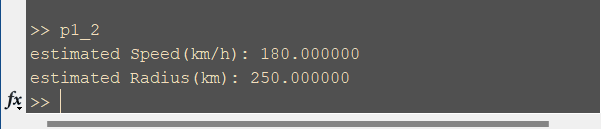 >> p1_2
estimated Speed(km/h): 180.000000
estimated Radius(km): 250.000000
fx >>